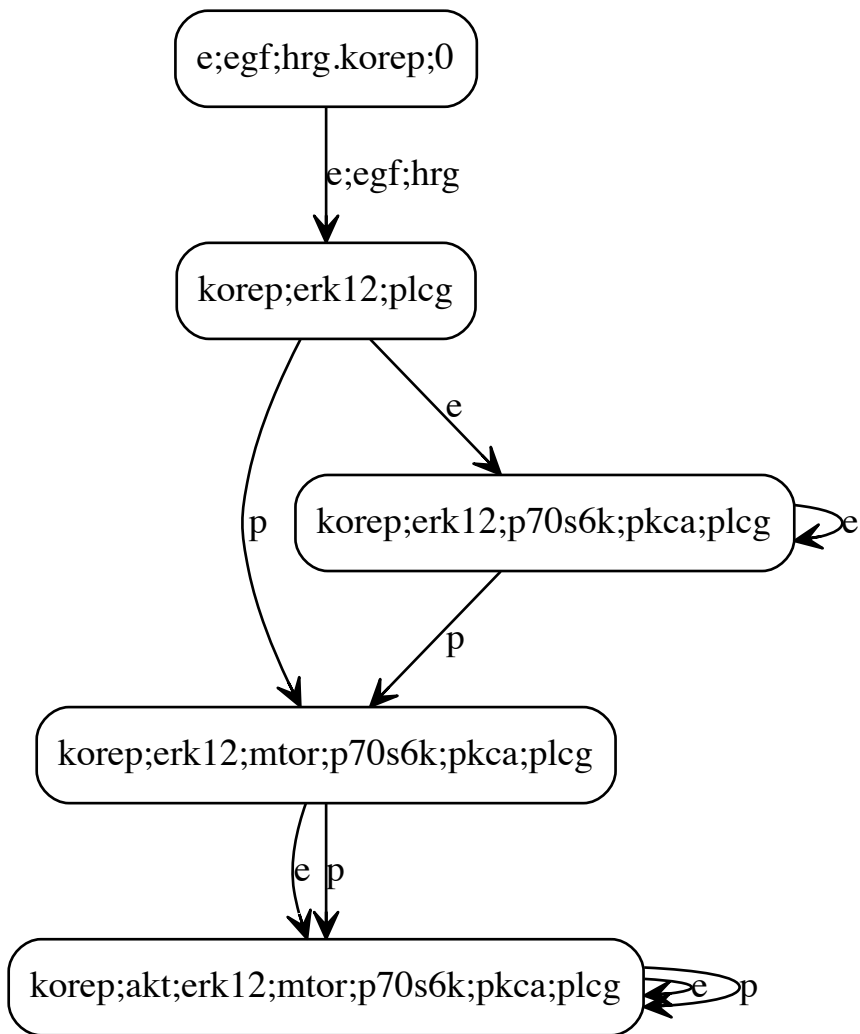 e;egf;hrg.korep;0
e;egf;hrg
korep;erk12;plcg
e
p
korep;erk12;p70s6k;pkca;plcg
e
p
korep;erk12;mtor;p70s6k;pkca;plcg
e
p
korep;akt;erk12;mtor;p70s6k;pkca;plcg
e
p